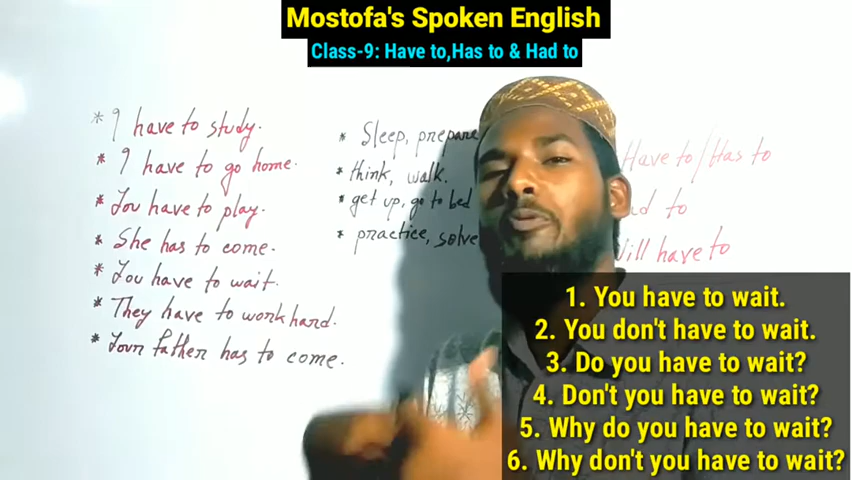 Mostofa's Spoken English
Class-9: Have to,Has to & Had to
* I have to study.
* I have to go home.
* You have to play.
* She has to come.
* You have to wait.
* They have to work hard.
* Your father has to come.
* Sleep, prepare
* think, walk.
* get up, go to bed
* practice, solve
Have to / Has to
ad to
ill have to
1. You have to wait.
2. You don't have to wait.
3. Do you have to wait?
4. Don't you have to wait?
5. Why do you have to wait?
6. Why don't you have to wait?